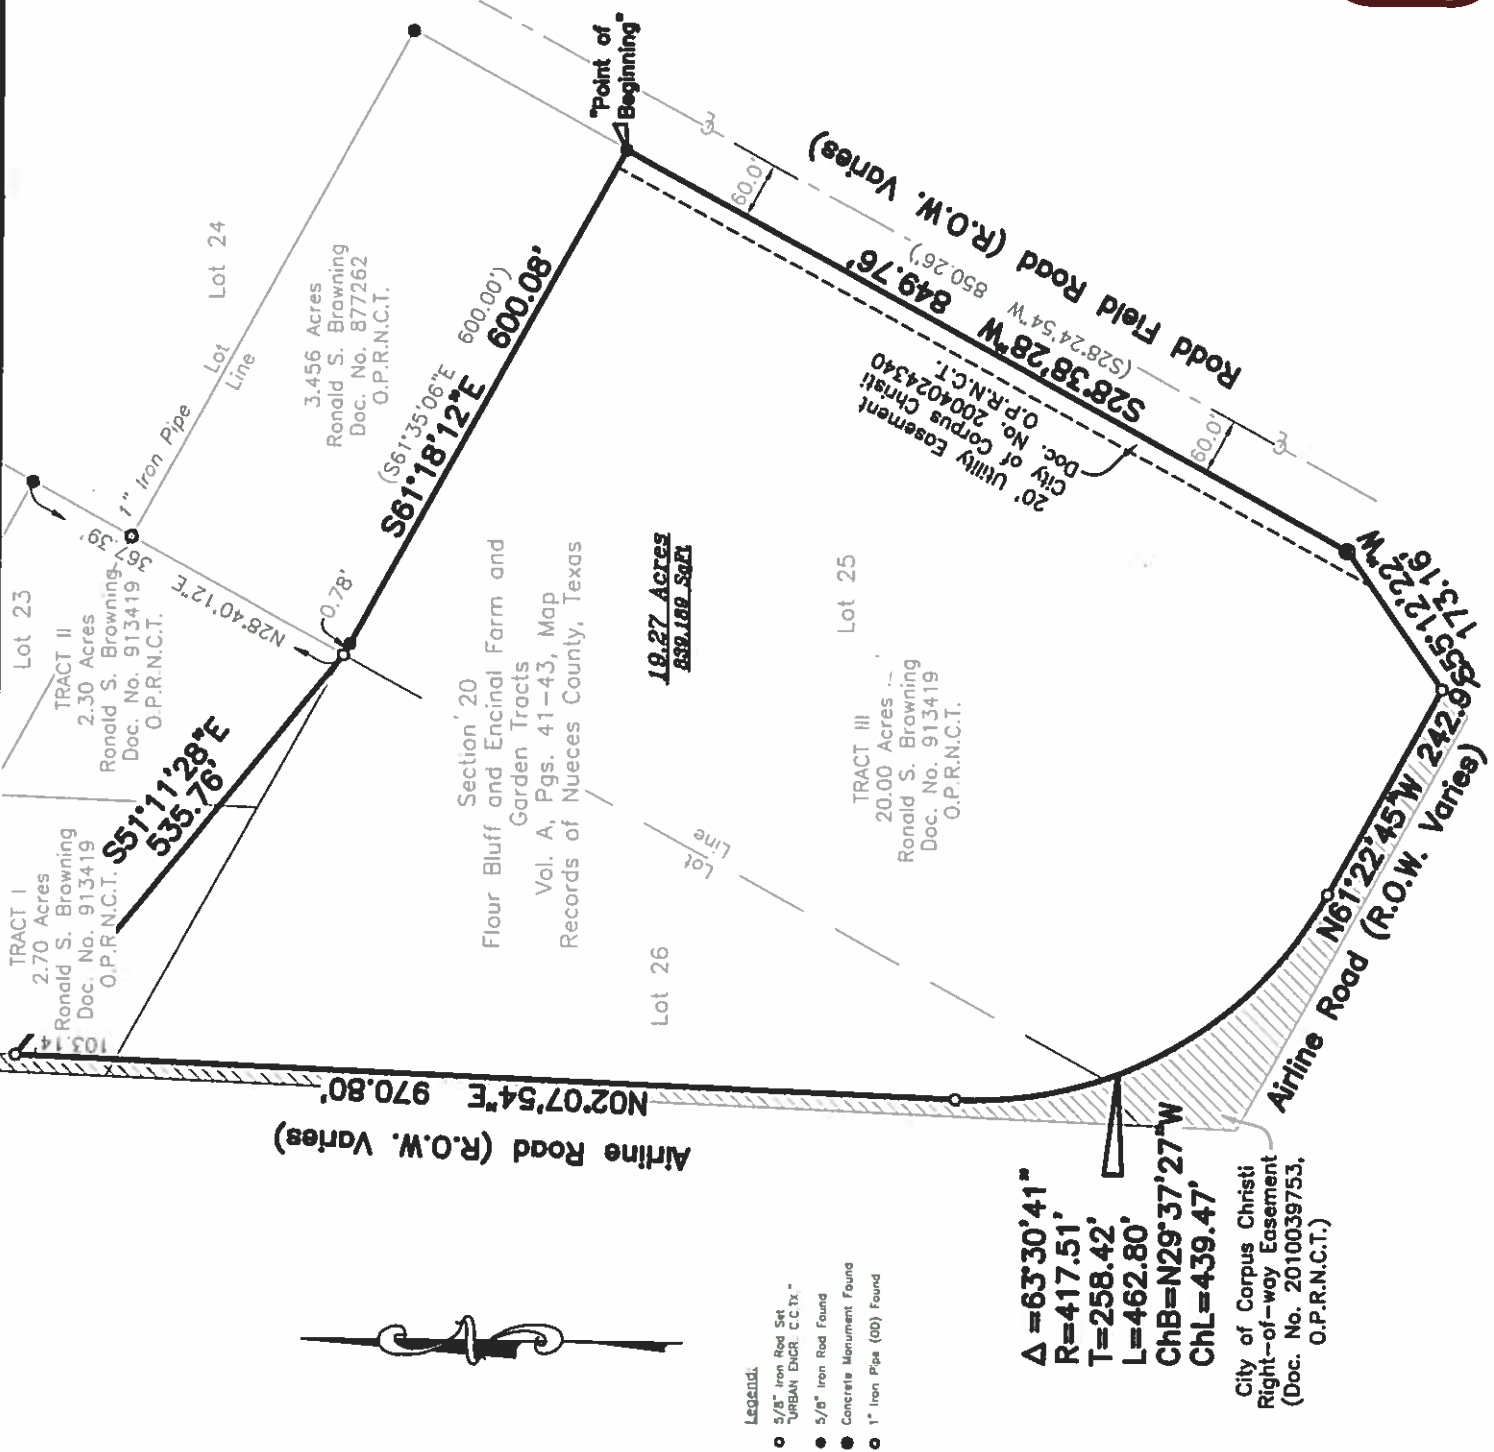 "Point of
Beginning"
Lot 24
Lot
Line
1" Iron Pipe
3.456 Acres
Ronald S. Browning
Doc. No. 877262
O.P.R.N.C.T.
(S61°35'06"E 600.00')
S61°18'12"E 600.08'
60.0'
Rodd Field Road (R.O.W. Varies)
S28°38'28"W 849.76'
(S28°24'54"W 850.26')
20' Utility Easement
City of Corpus Christi
Doc. No. 2004024340
O.P.R.N.C.T.
60.0'
Lot 23
TRACT II
2.30 Acres
Ronald S. Browning
Doc. No. 913419
O.P.R.N.C.T.
N28°40'12"E 367.39'
0.78'
TRACT I
2.70 Acres
Ronald S. Browning
Doc. No. 913419
O.P.R.N.C.T.
S51°11'28"E
535.76'
103.14'
Section 20
Flour Bluff and Encinal Farm and
Garden Tracts
Vol. A, Pgs. 41-43, Map
Records of Nueces County, Texas
19.27 Acres
839,189 SqFt
Lot 25
TRACT III
20.00 Acres
Ronald S. Browning
Doc. No. 913419
O.P.R.N.C.T.
Lot
Line
Lot 26
S55°12'22"W
173.16'
N61°22'45"W 242.9
Airline Road (R.O.W. Varies)
N02°07'54"E 970.80'
Airline Road (R.O.W. Varies)
Δ=63°30'41"
R=417.51'
T=258.42'
L=462.80'
ChB=N29°37'27"W
ChL=439.47'
City of Corpus Christi
Right-of-way Easement
(Doc. No. 2010039753,
O.P.R.N.C.T.)
N
Legend:
5/8" Iron Rod Set
"URBAN ENGR. C.C.TX."
5/8" Iron Rod Found
Concrete Monument Found
1" Iron Pipe (OD) Found